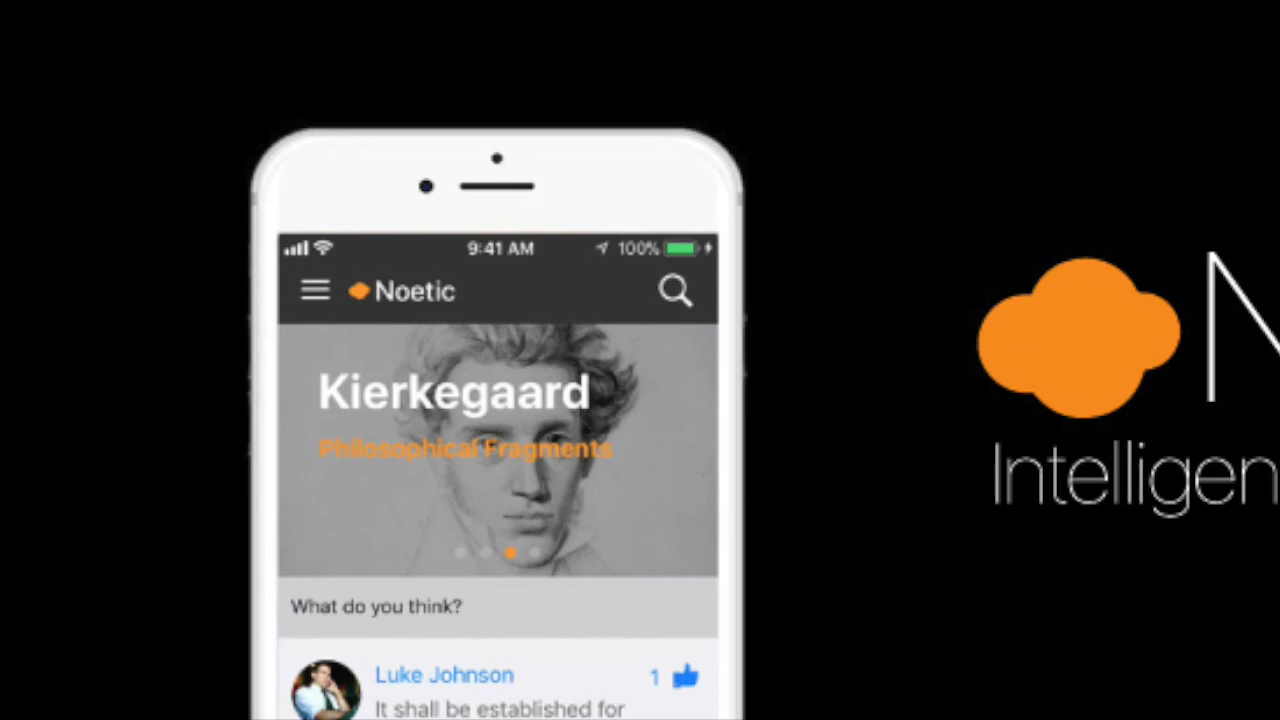 9:41 AM
100%
Noetic
Kierkegaard
Philosophical Fragments
What do you think?
Luke Johnson
1
It shall be established for
N
Intelligen